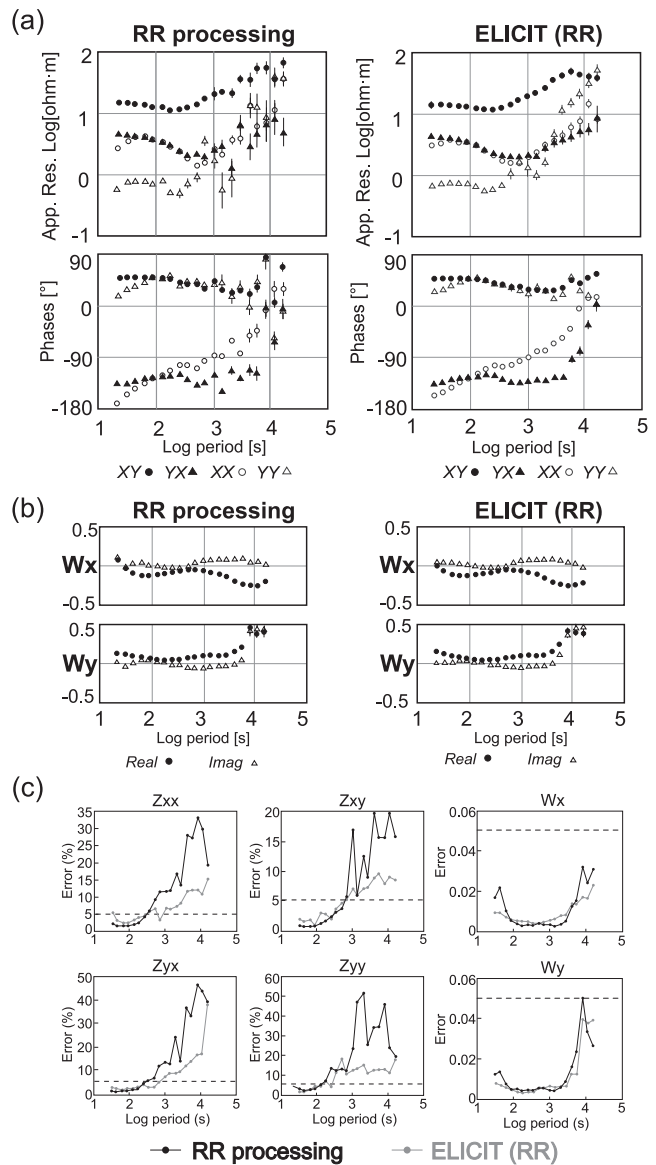 (a)
RR processing
ELICIT (RR)
App. Res. Log[ohm·m]
2
1
0
-1
App. Res. Log[ohm·m]
2
1
0
-1
Phases [°]
90
0
-90
-180
Phases [°]
90
0
-90
-180
1 2 3 4 5
1 2 3 4 5
Log period [s]
Log period [s]
XY YX XX YY
XY YX XX YY
(b)
RR processing
ELICIT (RR)
0.5
Wx
-0.5
0.5
Wx
-0.5
0.5
Wy
-0.5
0.5
Wy
-0.5
1 2 3 4 5
1 2 3 4 5
Log period [s]
Log period [s]
Real Imag
Real Imag
(c)
Zxx
Zxy
Wx
Error (%)
35
30
25
20
15
10
5
0
1 2 3 4 5
Error (%)
20
15
10
5
0
1 2 3 4 5
Error
0.06
0.04
0.02
0
1 2 3 4 5
Zyx
Zyy
Wy
Error (%)
50
40
30
20
10
0
1 2 3 4 5
Log period (s)
Error (%)
60
50
40
30
20
10
0
1 2 3 4 5
Log period (s)
Error
0.06
0.04
0.02
0
1 2 3 4 5
Log period (s)
RR processing ELICIT (RR)